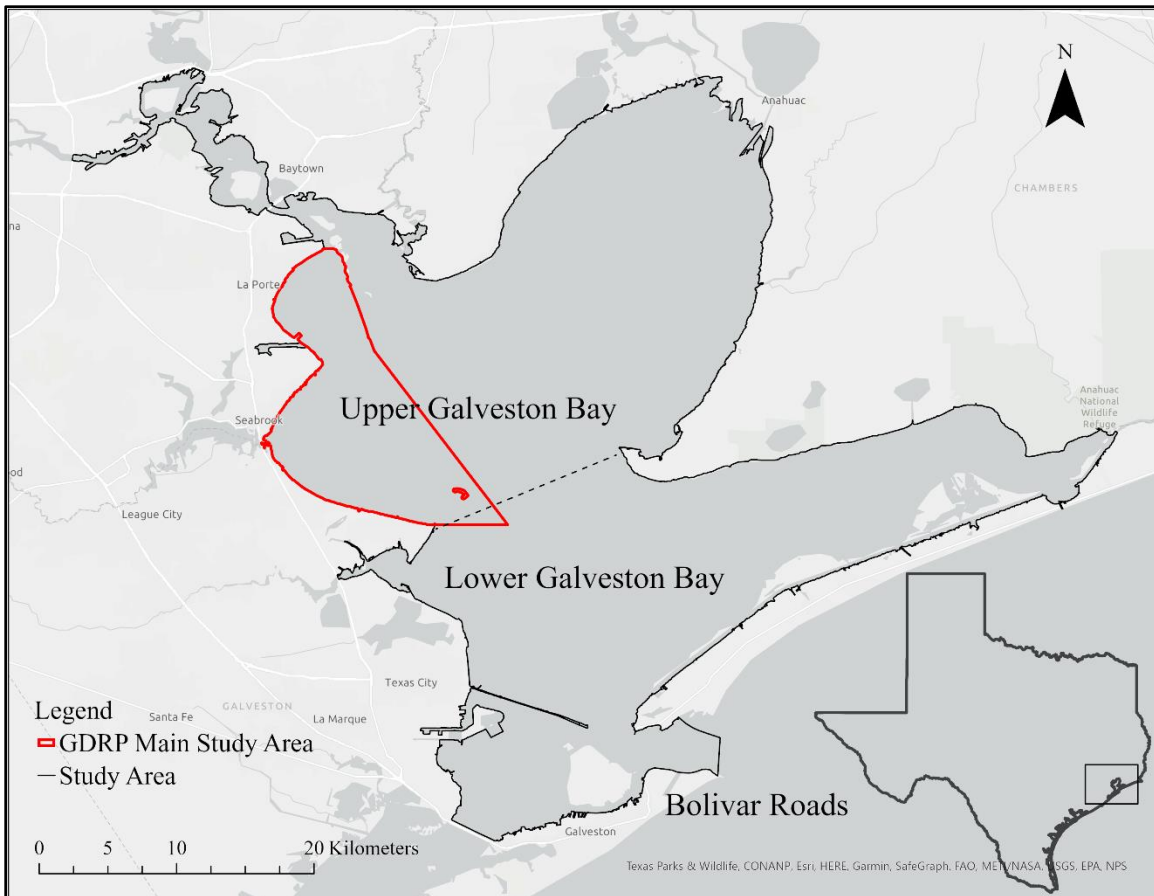 N
Anahuac
CHAMBERS
Baytown
na
La Porte
Anahuac
National
Wildlife
Refuge
Upper Galveston Bay
Seabrook
od
League City
Lower Galveston Bay
Texas City
Legend
GALVESTON
Santa Fe
La Marque
GDRP Main Study Area
Study Area
Bolivar Roads
Galveston
0 5 10 20 Kilometers
Texas Parks & Wildlife, CONANP, Esri, HERE, Garmin, SafeGraph, FAO, METI/NASA, USGS, EPA, NPS